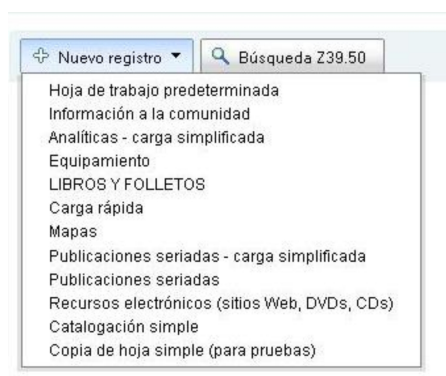 Nuevo registro Búsqueda Z39.50
Hoja de trabajo predeterminada
Información a la comunidad
Analíticas - carga simplificada
Equipamiento
LIBROS Y FOLLETOS
Carga rápida
Mapas
Publicaciones seriadas - carga simplificada
Publicaciones seriadas
Recursos electrónicos (sitios Web, DVDs, CDs)
Catalogación simple
Copia de hoja simple (para pruebas)